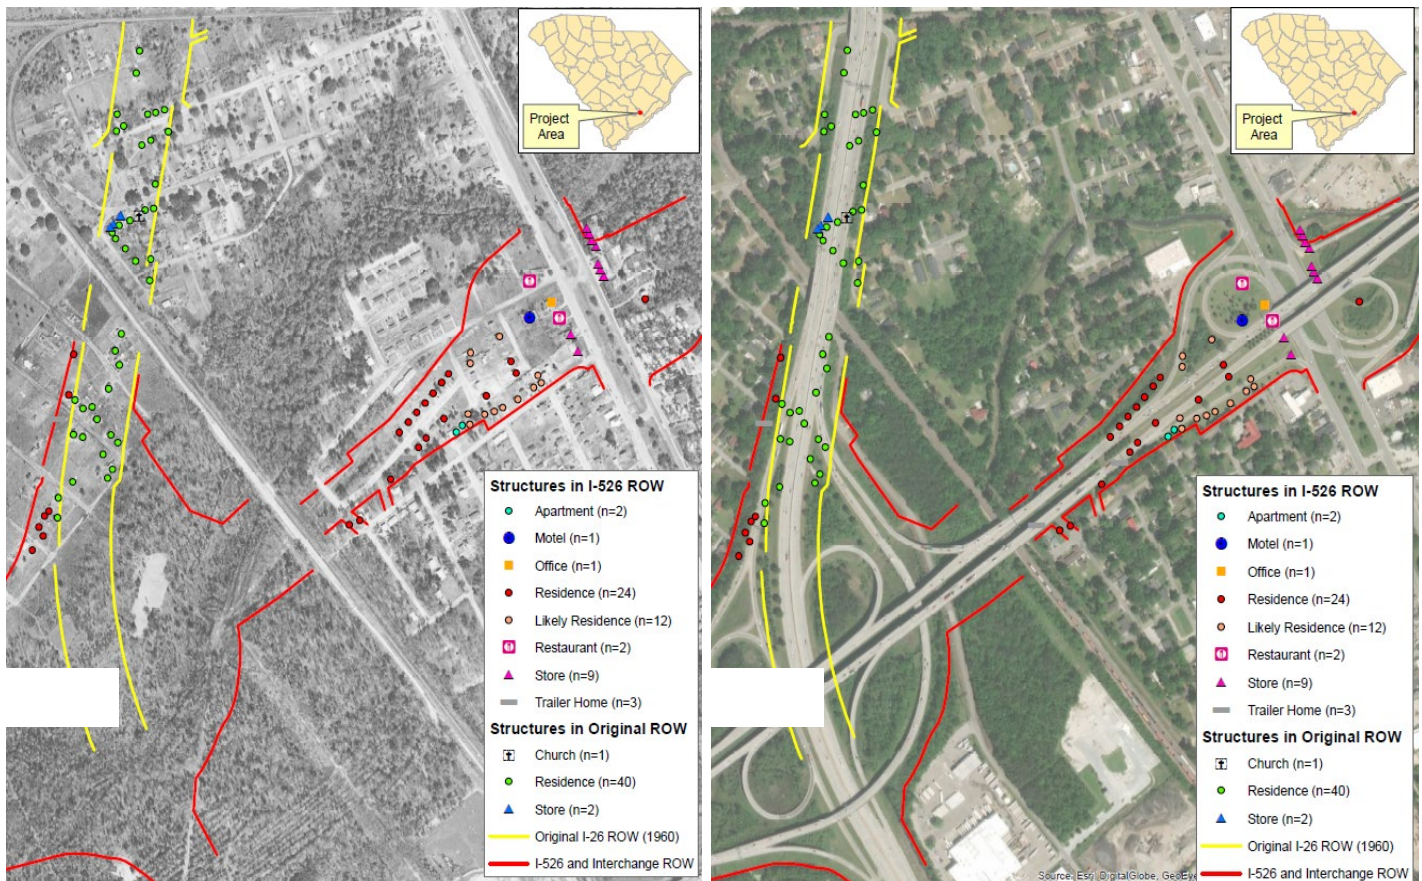 Project
Area
Structures in I-526 ROW
Apartment (n=2)
Motel (n=1)
Office (n=1)
Residence (n=24)
Likely Residence (n=12)
Restaurant (n=2)
Store (n=9)
Trailer Home (n=3)
Structures in Original ROW
Church (n=1)
Residence (n=40)
Store (n=2)
Original I-26 ROW (1960)
I-526 and Interchange ROW
Project
Area
Structures in I-526 ROW
Apartment (n=2)
Motel (n=1)
Office (n=1)
Residence (n=24)
Likely Residence (n=12)
Restaurant (n=2)
Store (n=9)
Trailer Home (n=3)
Structures in Original ROW
Church (n=1)
Residence (n=40)
Store (n=2)
Original I-26 ROW (1960)
I-526 and Interchange ROW
Source: Esri, DigitalGlobe, GeoEye